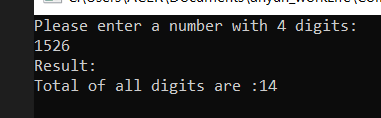 Please enter a number with 4 digits:
1526
Result:
Total of all digits are :14